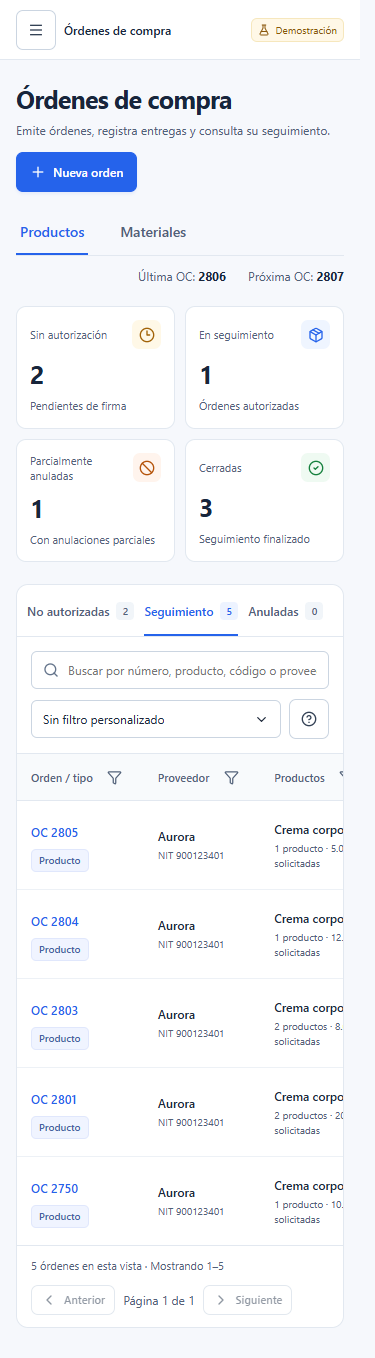 Órdenes de compra
Demostración
Órdenes de compra
Emite órdenes, registra entregas y consulta su seguimiento.
Nueva orden
Productos Materiales
Última OC: 2806 Próxima OC: 2807
Sin autorización
2
Pendientes de firma
En seguimiento
1
Órdenes autorizadas
Parcialmente
anuladas
1
Con anulaciones parciales
Cerradas
3
Seguimiento finalizado
No autorizadas 2 Seguimiento 5 Anuladas 0
Buscar por número, producto, código o provee
Sin filtro personalizado
Orden / tipo Proveedor Productos
OC 2805
Producto
Aurora
NIT 900123401
Crema corpo
1 producto · 5.0
solicitadas
OC 2804
Producto
Aurora
NIT 900123401
Crema corpo
1 producto · 12.
solicitadas
OC 2803
Producto
Aurora
NIT 900123401
Crema corpo
2 productos · 8.
solicitadas
OC 2801
Producto
Aurora
NIT 900123401
Crema corpo
2 productos · 20
solicitadas
OC 2750
Producto
Aurora
NIT 900123401
Crema corpo
1 producto · 10.
solicitadas
5 órdenes en esta vista · Mostrando 1–5
Anterior Página 1 de 1 Siguiente